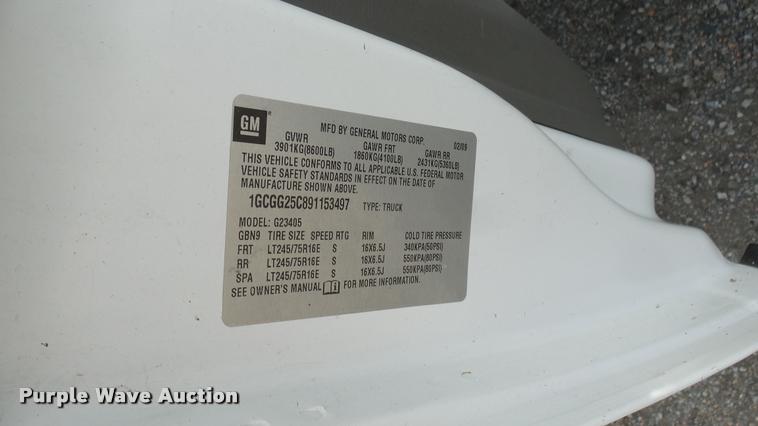 GM
MFD BY GENERAL MOTORS CORP.
02/09
GVWR GAWR FRT GAWR RR
3901KG(8600LB) 1860KG(4100LB) 2431KG(5360LB)
THIS VEHICLE CONFORMS TO ALL APPLICABLE U.S. FEDERAL MOTOR
VEHICLE SAFETY STANDARDS IN EFFECT ON THE DATE OF
MANUFACTURE SHOWN ABOVE.
1GCGG25C891153497 TYPE: TRUCK
MODEL: G23405
GBN9 TIRE SIZE SPEED RTG RIM COLD TIRE PRESSURE
FRT LT245/75R16E S 16X6.5J 340KPA(50PSI)
RR LT245/75R16E S 16X6.5J 550KPA(80PSI)
SPA LT245/75R16E S 16X6.5J 550KPA(80PSI)
SEE OWNER'S MANUAL FOR MORE INFORMATION.
Purple Wave Auction